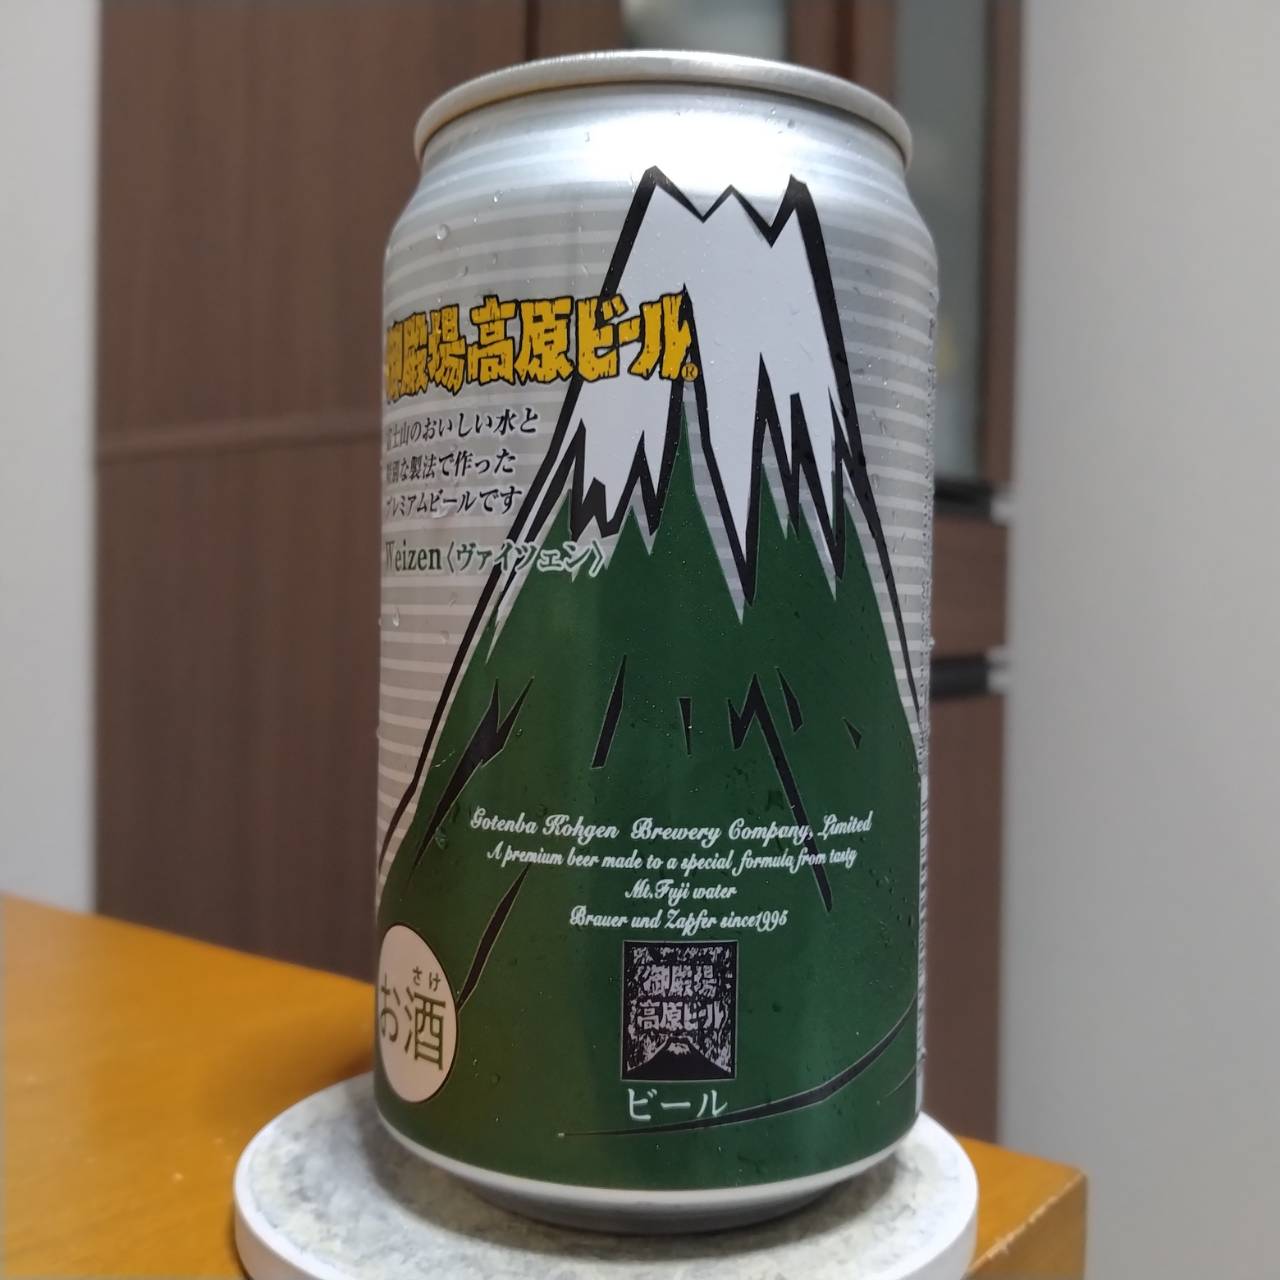 御殿場高原ビール®
富士山のおいしい水と
特別な製法で作った
プレミアムビールです
Weizen〈ヴァイツェン〉
Gotenba Kohgen Brewery Company, Limited
A premium beer made to a special formula from tasty
Mt.Fuji water
Brauer und Zapfer since1995
御殿場
高原ビール
ビール
さけ
お酒